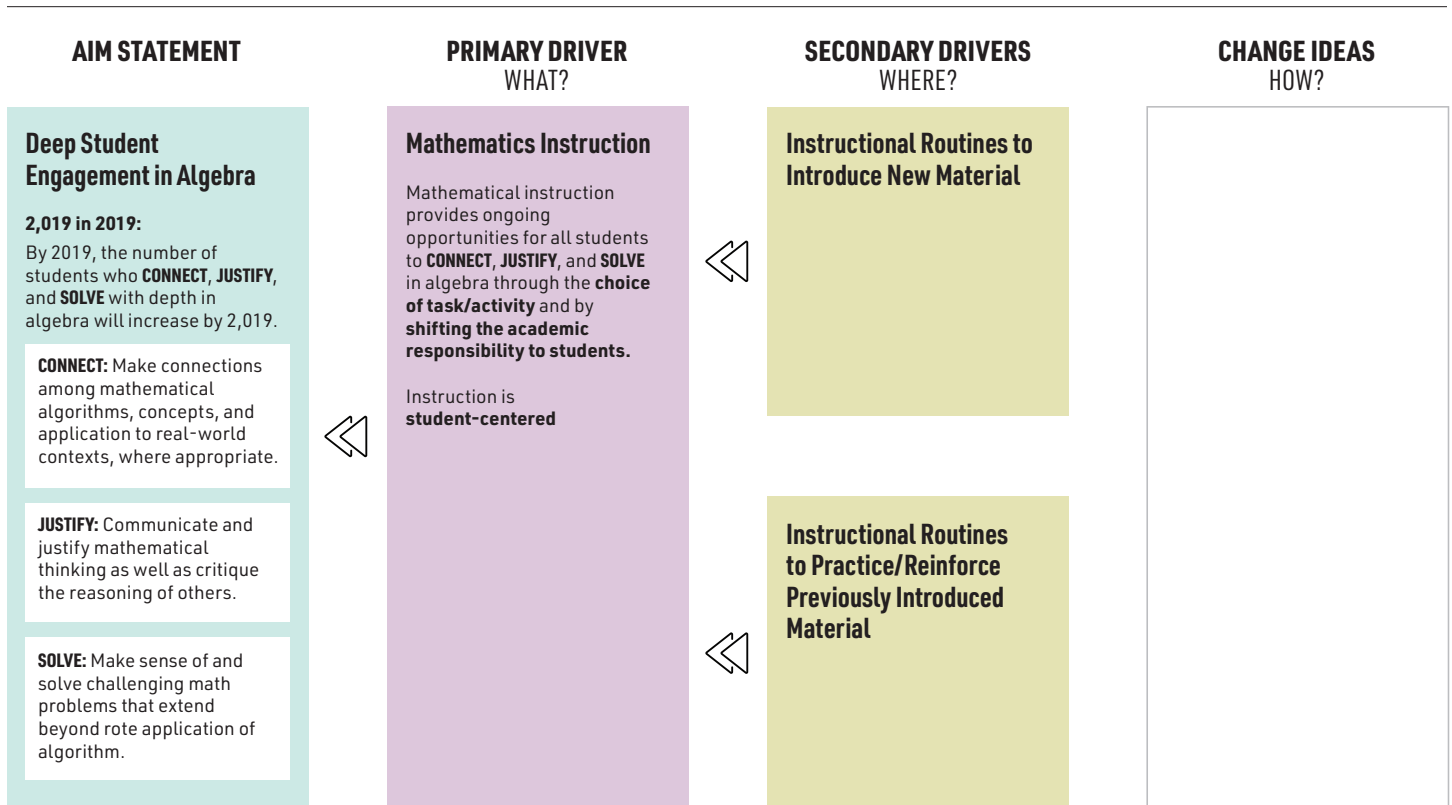 AIM STATEMENT
Deep Student
Engagement in Algebra
2,019 in 2019:
By 2019, the number of
students who CONNECT, JUSTIFY,
and SOLVE with depth in
algebra will increase by 2,019.
CONNECT: Make connections
among mathematical
algorithms, concepts, and
application to real-world
contexts, where appropriate.
JUSTIFY: Communicate and
justify mathematical
thinking as well as critique
the reasoning of others.
SOLVE: Make sense of and
solve challenging math
problems that extend
beyond rote application of
algorithm.
PRIMARY DRIVER
WHAT?
Mathematics Instruction
Mathematical instruction
provides ongoing
opportunities for all students
to CONNECT, JUSTIFY, and SOLVE
in algebra through the choice
of task/activity and by
shifting the academic
responsibility to students.
Instruction is
student-centered
SECONDARY DRIVERS
WHERE?
Instructional Routines to
Introduce New Material
Instructional Routines
to Practice/Reinforce
Previously Introduced
Material
CHANGE IDEAS
HOW?